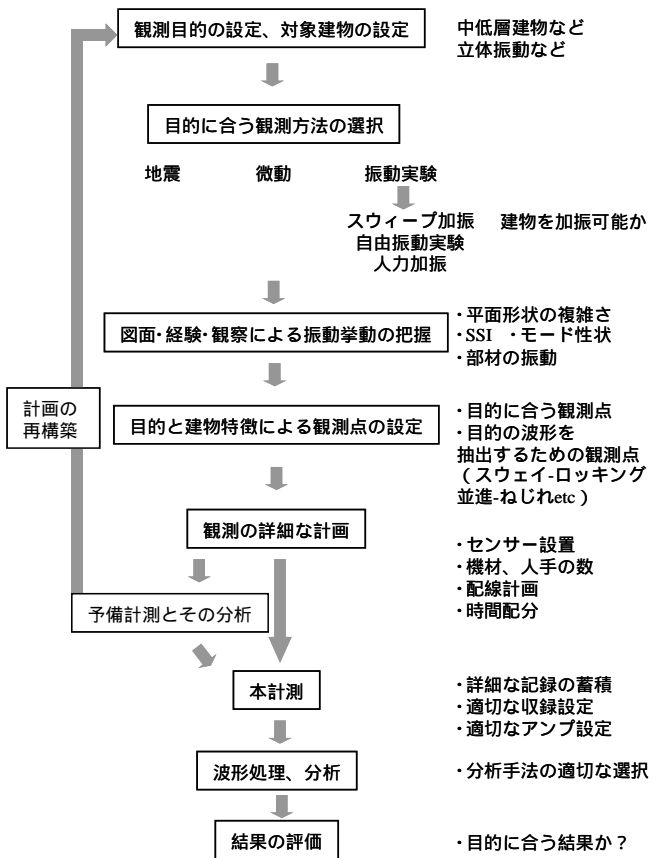 観測目的の設定、対象建物の設定
中低層建物など
立体振動など
目的に合う観測方法の選択
地震
微動
振動実験
スウィープ加振
自由振動実験
人力加振
建物を加振可能か
図面・経験・観察による振動挙動の把握
・平面形状の複雑さ
・SSI ・モード性状
・部材の振動
計画の
再構築
目的と建物特徴による観測点の設定
・目的に合う観測点
・目的の波形を
抽出するための観測点
（スウェイ-ロッキング
並進-ねじれetc）
観測の詳細な計画
・センサー設置
・機材、人手の数
・配線計画
・時間配分
予備計測とその分析
本計測
・詳細な記録の蓄積
・適切な収録設定
・適切なアンプ設定
波形処理、分析
・分析手法の適切な選択
結果の評価
・目的に合う結果か？